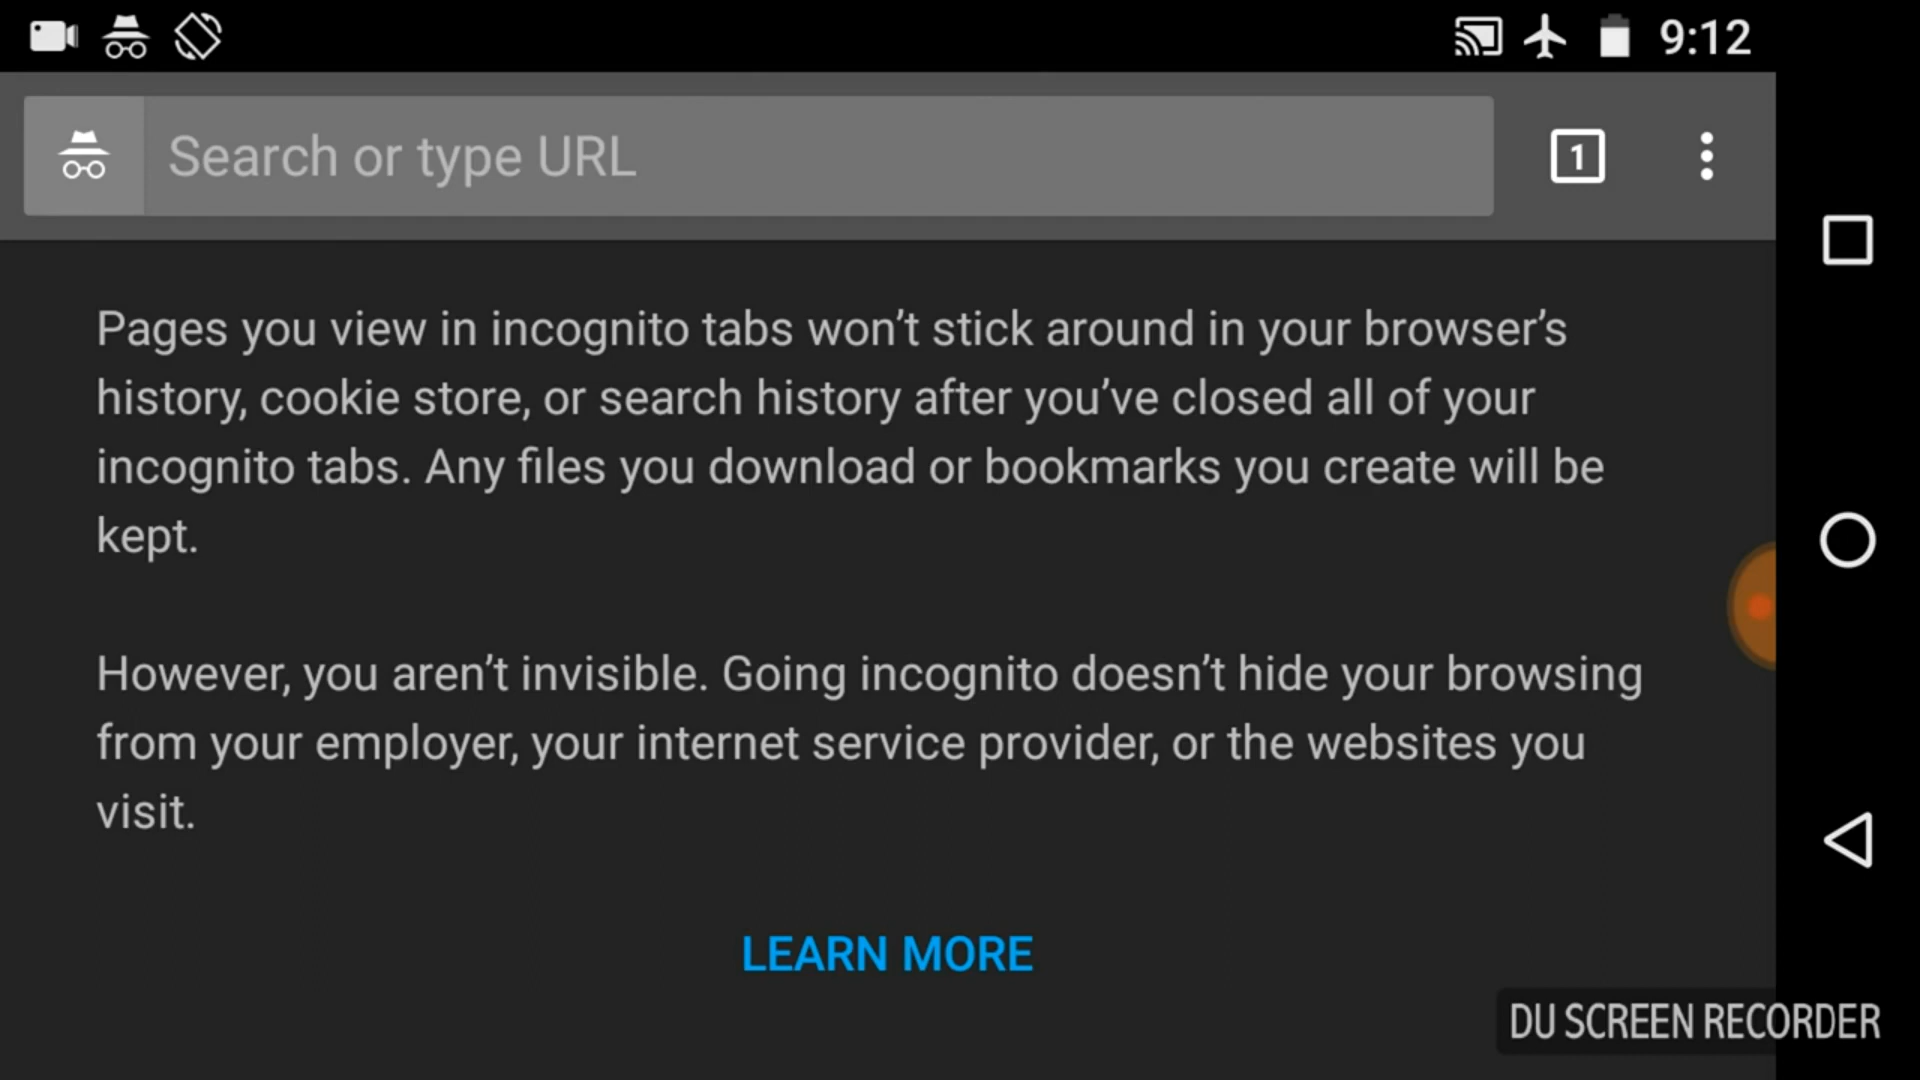 9:12
Search or type URL
1
Pages you view in incognito tabs won’t stick around in your browser’s
history, cookie store, or search history after you’ve closed all of your
incognito tabs. Any files you download or bookmarks you create will be
kept.
However, you aren’t invisible. Going incognito doesn’t hide your browsing
from your employer, your internet service provider, or the websites you
visit.
LEARN MORE
DU SCREEN RECORDER